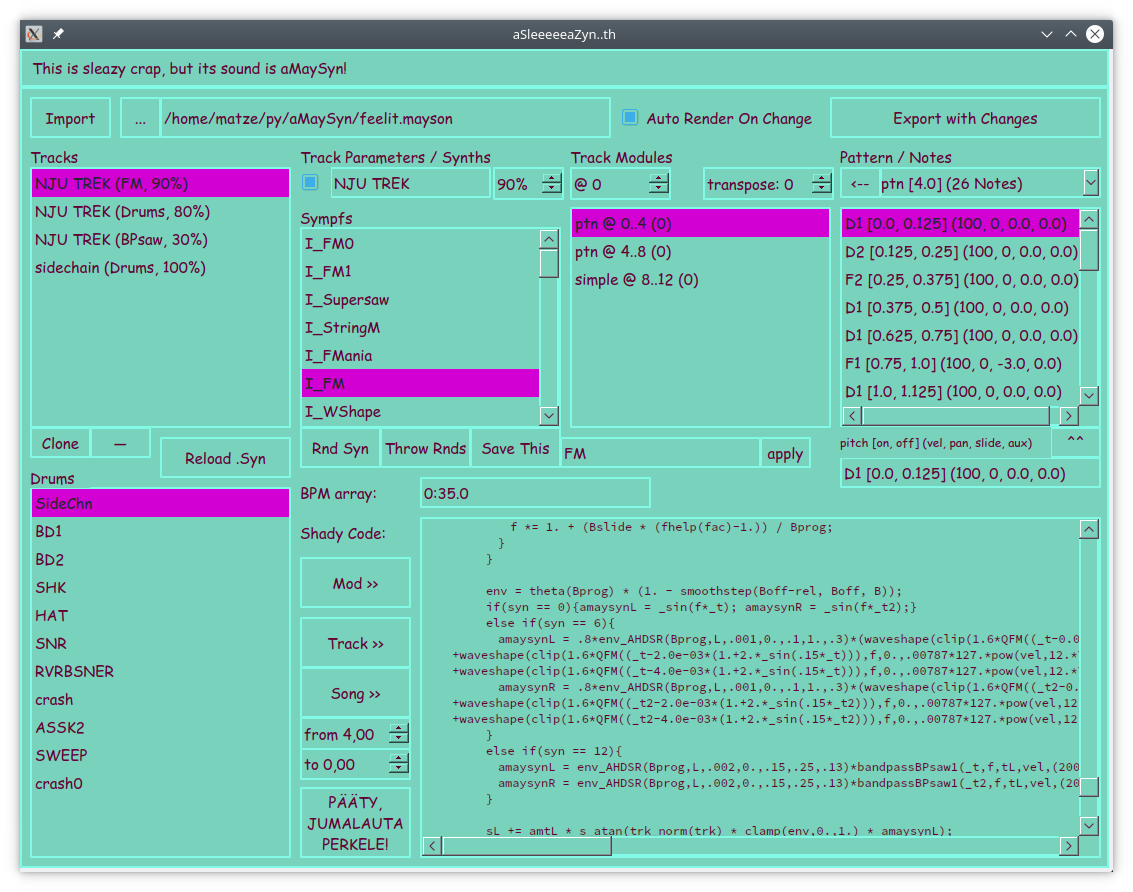 aSleeeeeaZyn..th
This is sleazy crap, but its sound is aMaySyn!
Import
...
/home/matze/py/aMaySyn/feelit.mayson
Auto Render On Change
Export with Changes
Tracks
NJU TREK (FM, 90%)
NJU TREK (Drums, 80%)
NJU TREK (BPsaw, 30%)
sidechain (Drums, 100%)
Clone
—
Reload .Syn
Drums
SideChn
BD1
BD2
SHK
HAT
SNR
RVRBSNER
crash
ASSK2
SWEEP
crash0
Track Parameters / Synths
NJU TREK
90%
Sympfs
I_FM0
I_FM1
I_Supersaw
I_StringM
I_FMania
I_FM
I_WShape
Rnd Syn
Throw Rnds
Save This
FM
apply
Track Modules
@ 0
transpose: 0
ptn @ 0..4 (0)
ptn @ 4..8 (0)
simple @ 8..12 (0)
Pattern / Notes
<--
ptn [4.0] (26 Notes)
D1 [0.0, 0.125] (100, 0, 0.0, 0.0)
D2 [0.125, 0.25] (100, 0, 0.0, 0.0)
F2 [0.25, 0.375] (100, 0, 0.0, 0.0)
D1 [0.375, 0.5] (100, 0, 0.0, 0.0)
D1 [0.625, 0.75] (100, 0, 0.0, 0.0)
F1 [0.75, 1.0] (100, 0, -3.0, 0.0)
D1 [1.0, 1.125] (100, 0, 0.0, 0.0)
pitch [on, off] (vel, pan, slide, aux)
^^
D1 [0.0, 0.125] (100, 0, 0.0, 0.0)
BPM array:
0:35.0
Shady Code:
Mod >>
Track >>
Song >>
from 4,00
to 0,00
PÄÄTY,
JUMALAUTA
PERKELE!
f *= 1. + (Bslide * (fhelp(fac)-1.)) / Bprog;
}
}
env = theta(Bprog) * (1. - smoothstep(Boff-rel, Boff, B));
if(syn == 0){amaysynL = _sin(f*_t); amaysynR = _sin(f*_t2);}
else if(syn == 6){
amaysynL = .8*env_AHDSR(Bprog,L,.001,0.,.1,1.,.3)*(waveshape(clip(1.6*QFM((_t-0.0
+waveshape(clip(1.6*QFM((_t-2.0e-03*(1.+2.*_sin(.15*_t))),f,0.,.00787*127.*pow(vel,12.*
+waveshape(clip(1.6*QFM((_t-4.0e-03*(1.+2.*_sin(.15*_t))),f,0.,.00787*127.*pow(vel,12.*
amaysynR = .8*env_AHDSR(Bprog,L,.001,0.,.1,1.,.3)*(waveshape(clip(1.6*QFM((_t2-0.
+waveshape(clip(1.6*QFM((_t2-2.0e-03*(1.+2.*_sin(.15*_t2))),f,0.,.00787*127.*pow(vel,12
+waveshape(clip(1.6*QFM((_t2-4.0e-03*(1.+2.*_sin(.15*_t2))),f,0.,.00787*127.*pow(vel,12
}
else if(syn == 12){
amaysynL = env_AHDSR(Bprog,L,.002,0.,.15,.25,.13)*bandpassBPsaw1(_t,f,tL,vel,(200
amaysynR = env_AHDSR(Bprog,L,.002,0.,.15,.25,.13)*bandpassBPsaw1(_t2,f,tL,vel,(20
}
sL += amtL * s_atan(trk_norm(trk) * clamp(env,0.,1.) * amaysynL);